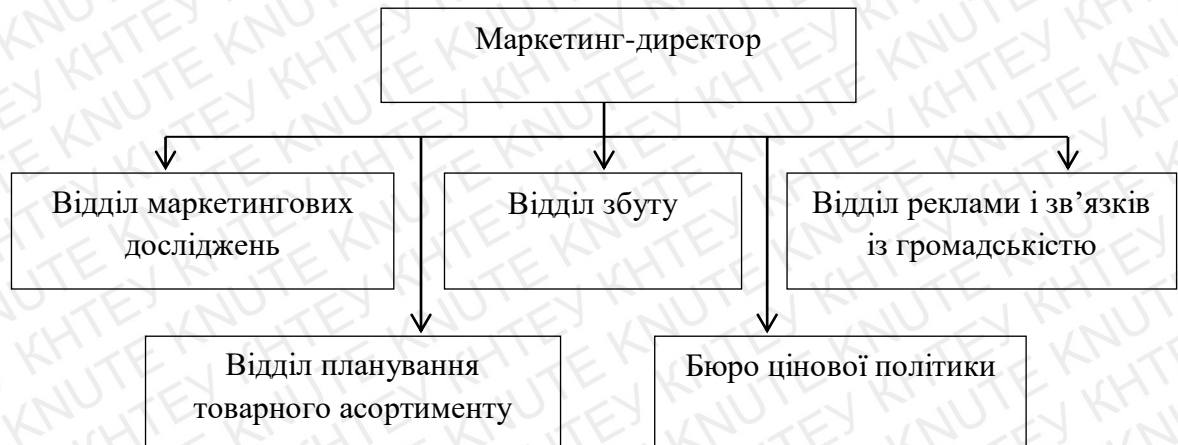 Маркетинг-директор
Відділ маркетингових
досліджень
Відділ збуту
Відділ реклами і зв’язків
із громадськістю
Відділ планування
товарного асортименту
Бюро цінової політики